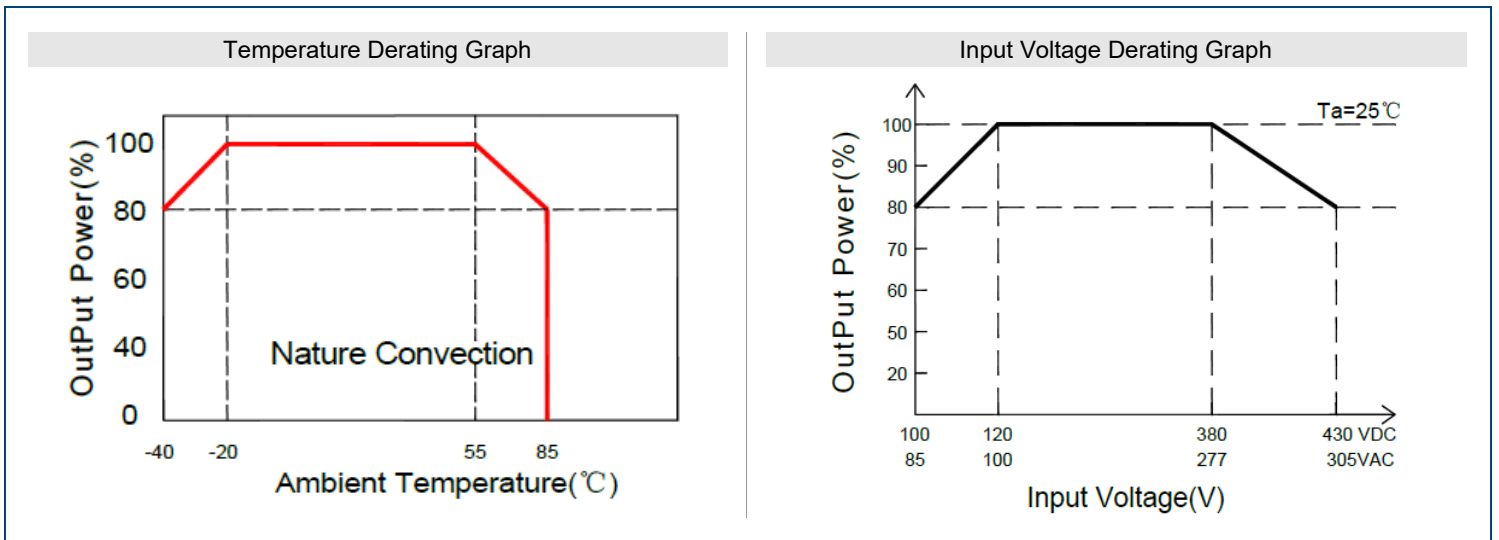 Temperature Derating Graph
OutPut Power(%)
100
80
60
40
0
Nature Convection
-40 -20 55 85
Ambient Temperature(℃)
Input Voltage Derating Graph
Ta=25℃
OutPut Power(%)
100
90
80
70
60
50
20
100 120 380 430 VDC
85 100 277 305VAC
Input Voltage(V)